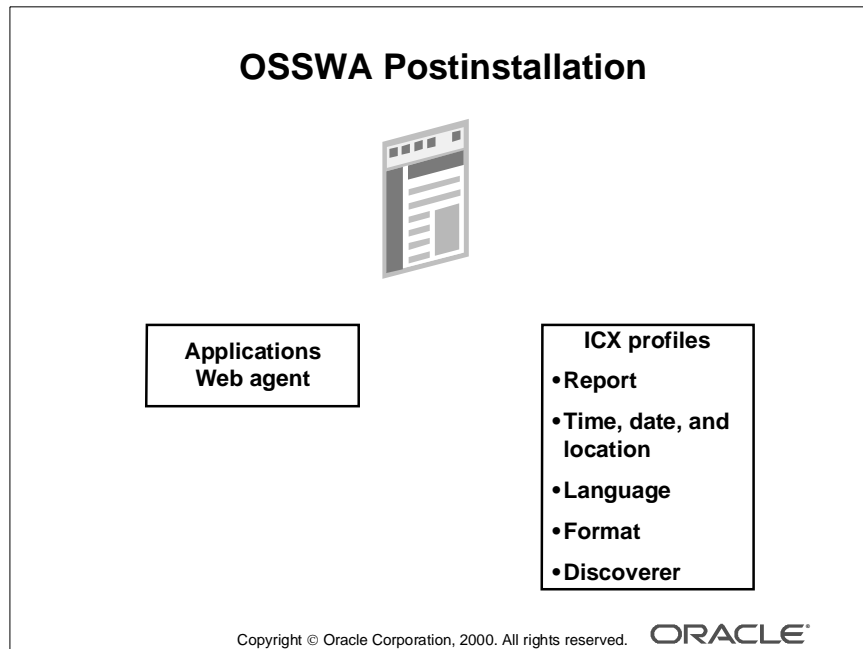 OSSWA Postinstallation
Applications
Web agent
ICX profiles
•Report
•Time, date, and
location
•Language
•Format
•Discoverer
Copyright © Oracle Corporation, 2000. All rights reserved.
ORACLE®